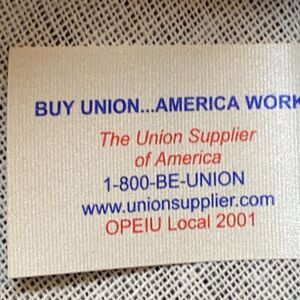 BUY UNION...AMERICA WORK
The Union Supplier
of America
1-800-BE-UNION
www.unionsupplier.com
OPEIU Local 2001